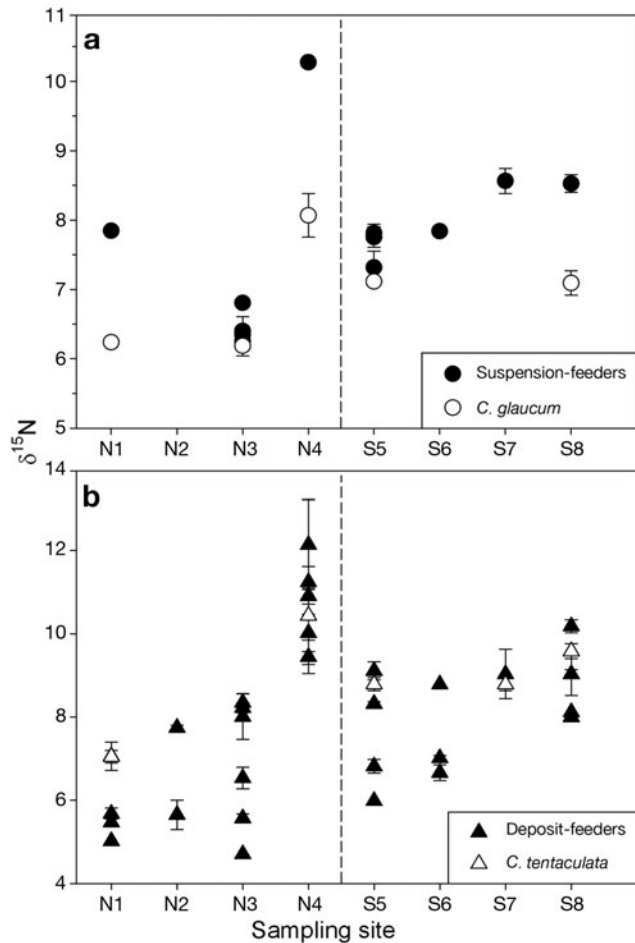 11
a
10
9
8
7
6
5
N1 N2 N3 N4 S5 S6 S7 S8
Suspension-feeders
C. glaucum
δ15N
14
b
12
10
8
6
4
N1 N2 N3 N4 S5 S6 S7 S8
Deposit-feeders
C. tentaculata
Sampling site